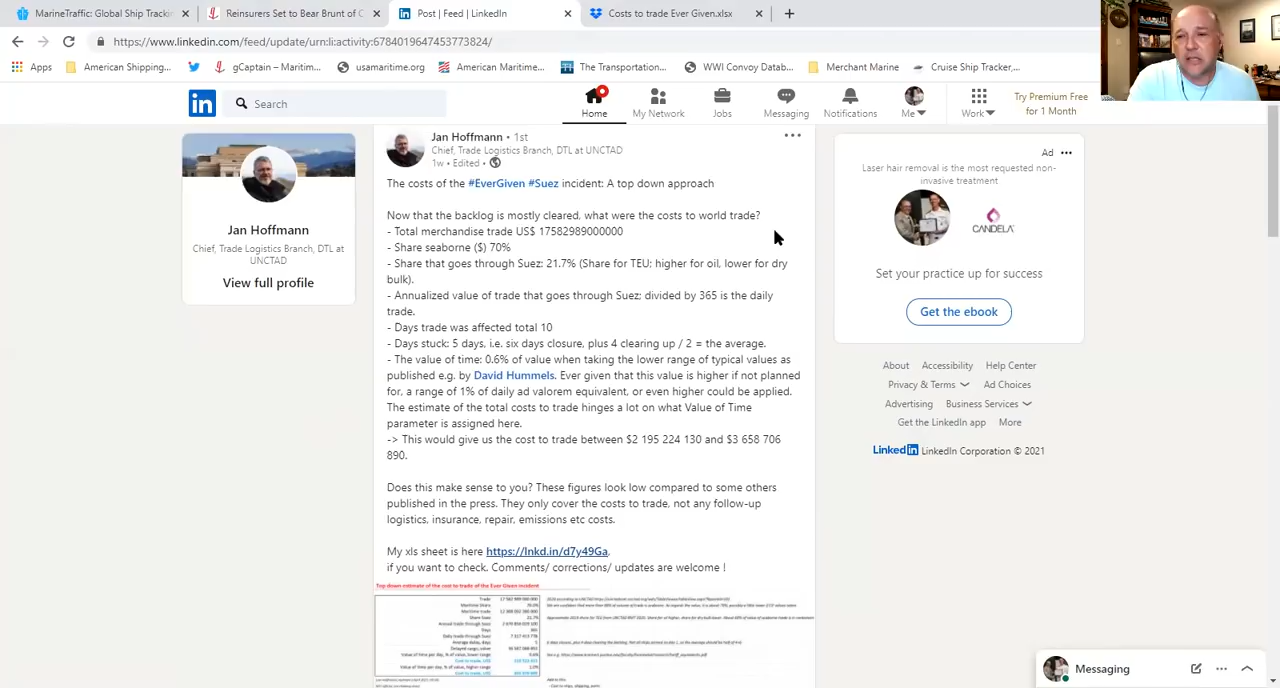 MarineTraffic: Global Ship Trackin
Reinsurers Set to Bear Brunt of C
Post | Feed | LinkedIn
Costs to trade Ever Given.xlsx
https://www.linkedin.com/feed/update/urn:li:activity:6784019647453773824/
Apps
American Shipping...
gCaptain – Maritim...
usamaritime.org
American Maritime...
The Transportation...
WWI Convoy Datab...
Merchant Marine
Cruise Ship Tracker,...
in
Search
Home
My Network
Jobs
Messaging
Notifications
Me
Work
Try Premium Free
for 1 Month
Jan Hoffmann
Chief, Trade Logistics Branch, DTL at
UNCTAD
View full profile
Jan Hoffmann • 1st
Chief, Trade Logistics Branch, DTL at UNCTAD
1w • Edited •
The costs of the #EverGiven #Suez incident: A top down approach
Now that the backlog is mostly cleared, what were the costs to world trade?
- Total merchandise trade US$ 17582989000000
- Share seaborne ($) 70%
- Share that goes through Suez: 21.7% (Share for TEU; higher for oil, lower for dry
bulk).
- Annualized value of trade that goes through Suez; divided by 365 is the daily
trade.
- Days trade was affected total 10
- Days stuck: 5 days, i.e. six days closure, plus 4 clearing up / 2 = the average.
- The value of time: 0.6% of value when taking the lower range of typical values as
published e.g. by David Hummels. Ever given that this value is higher if not planned
for, a range of 1% of daily ad valorem equivalent, or even higher could be applied.
The estimate of the total costs to trade hinges a lot on what Value of Time
parameter is assigned here.
-> This would give us the cost to trade between $2 195 224 130 and $3 658 706
890.
Does this make sense to you? These figures look low compared to some others
published in the press. They only cover the costs to trade, not any follow-up
logistics, insurance, repair, emissions etc costs.
My xls sheet is here https://lnkd.in/d7y49Ga.
if you want to check. Comments/ corrections/ updates are welcome !
Top down estimate of the cost to trade of the Ever Given incident
Ad
Laser hair removal is the most requested non-
invasive treatment
CANDELA
Set your practice up for success
Get the ebook
About Accessibility Help Center
Privacy & Terms Ad Choices
Advertising Business Services
Get the LinkedIn app More
LinkedIn LinkedIn Corporation © 2021
Messaging